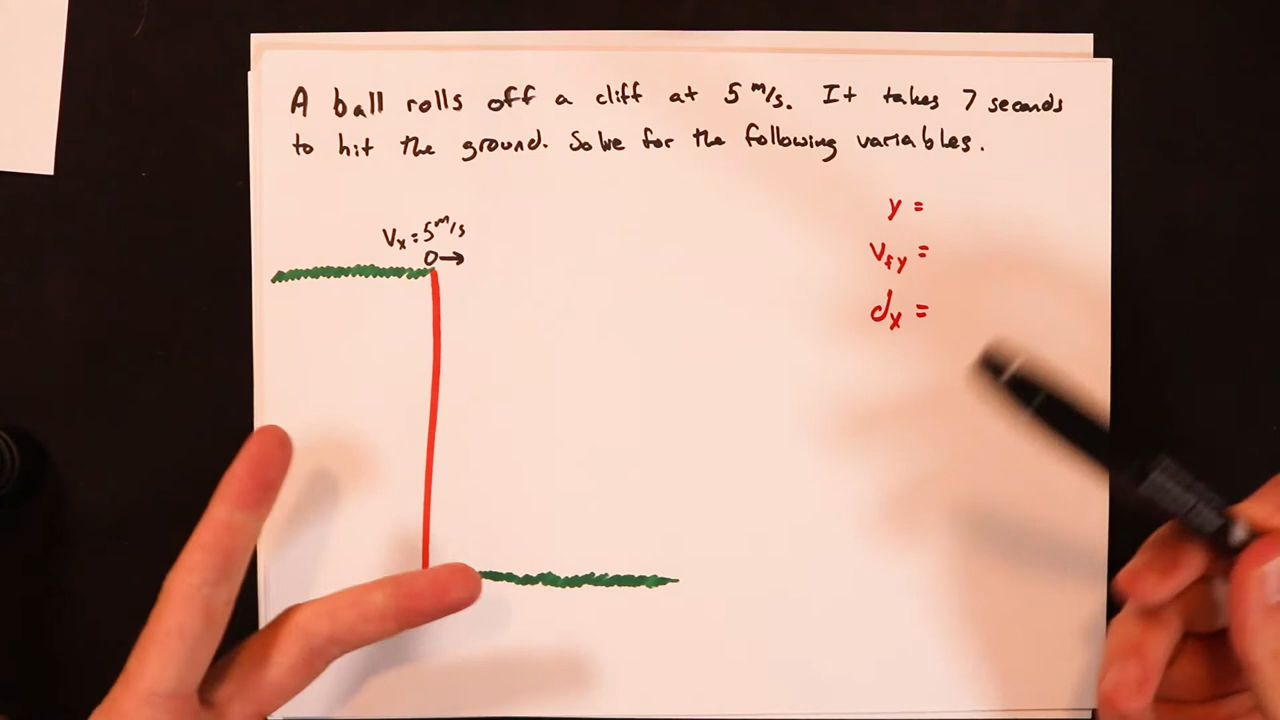 A ball rolls off a cliff at 5 m/s. It takes 7 seconds
to hit the ground. Solve for the following variables.
Vx = 5 m/s
y =
Vfy =
dx =